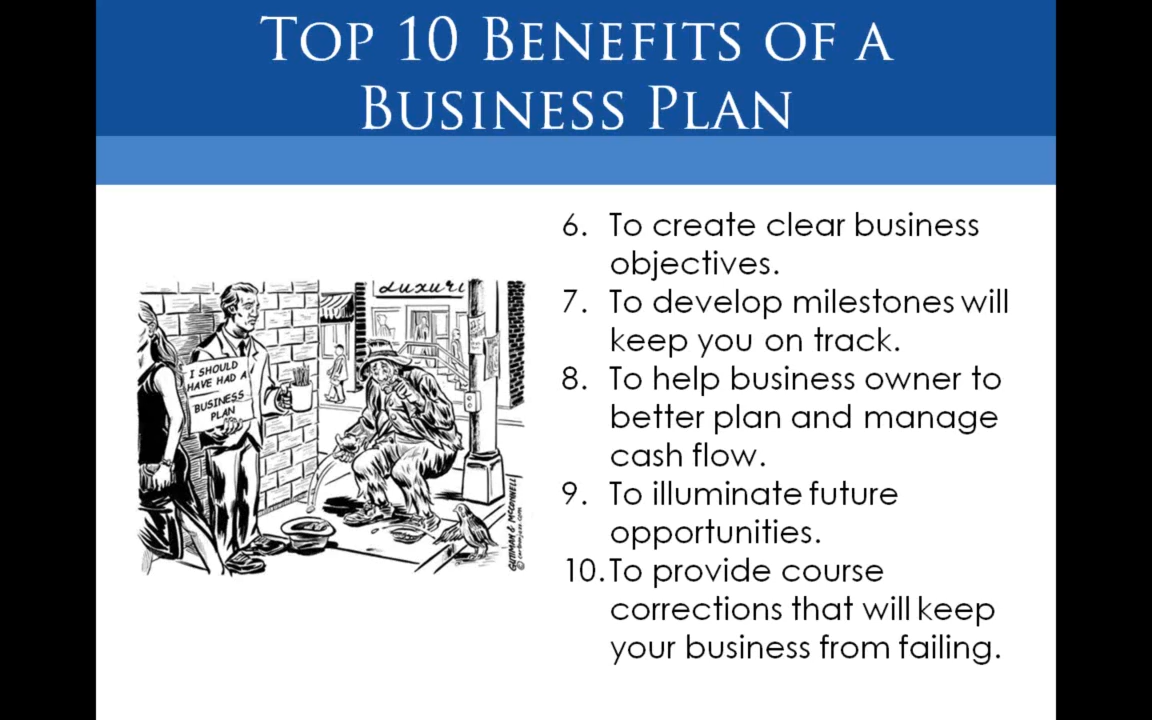 TOP 10 BENEFITS OF A
BUSINESS PLAN
6. To create clear business
objectives.
7. To develop milestones will
keep you on track.
8. To help business owner to
better plan and manage
cash flow.
9. To illuminate future
opportunities.
10. To provide course
corrections that will keep
your business from failing.
I SHOULD
HAVE HAD A
BUSINESS
PLAN
GUTMAN & MCCONNELL